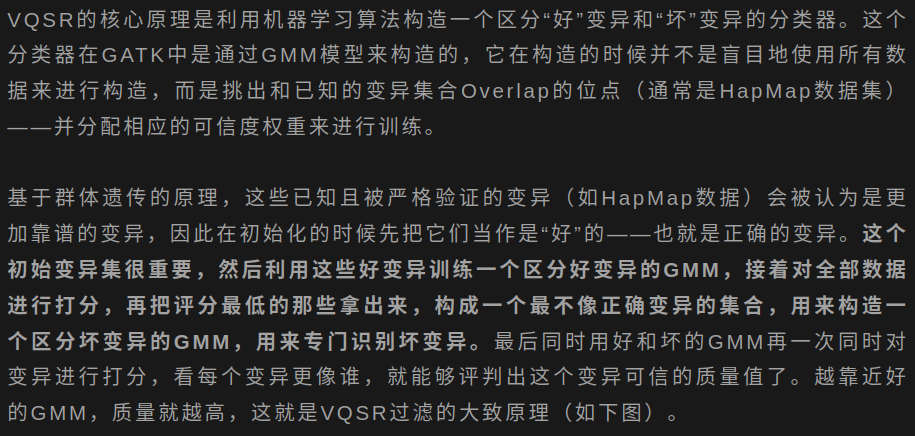 VQSR的核心原理是利用机器学习算法构造一个区分“好”变异和“坏”变异的分类器。这个
分类器在GATK中是通过GMM模型来构造的，它在构造的时候并不是盲目地使用所有数
据来进行构造，而是挑出和已知的变异集合Overlap的位点（通常是HapMap数据集）
——并分配相应的可信度权重来进行训练。
基于群体遗传的原理，这些已知且被严格验证的变异（如HapMap数据）会被认为是更
加靠谱的变异，因此在初始化的时候先把它们当作是“好”的——也就是正确的变异。这个
初始变异集很重要，然后利用这些好变异训练一个区分好变异的GMM，接着对全部数据
进行打分，再把评分最低的那些拿出来，构成一个最不像正确变异的集合，用来构造一
个区分坏变异的GMM，用来专门识别坏变异。最后同时用好和坏的GMM再一次同时对
变异进行打分，看每个变异更像谁，就能够评判出这个变异可信的质量值了。越靠近好
的GMM，质量就越高，这就是VQSR过滤的大致原理（如下图）。